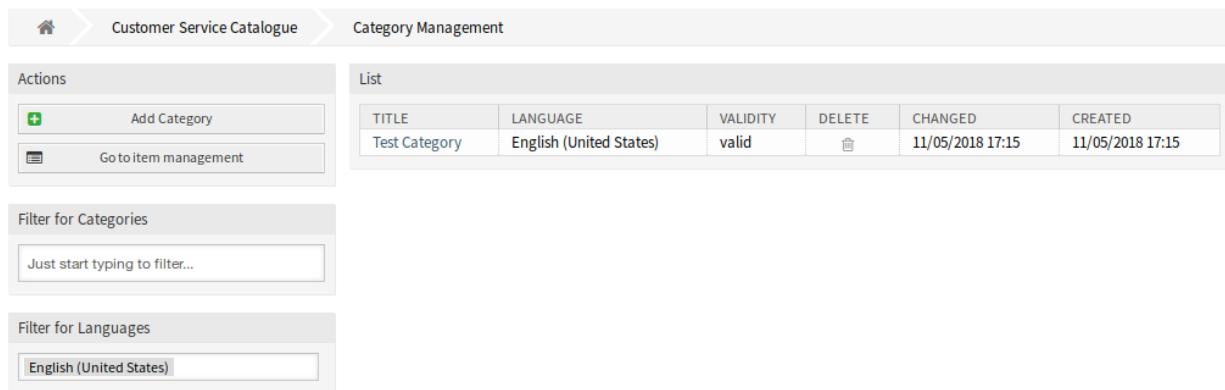 Customer Service Catalogue Category Management
Actions
Add Category
Go to item management
Filter for Categories
Just start typing to filter...
Filter for Languages
English (United States)
List
TITLE LANGUAGE VALIDITY DELETE CHANGED CREATED
Test Category English (United States) valid 11/05/2018 17:15 11/05/2018 17:15